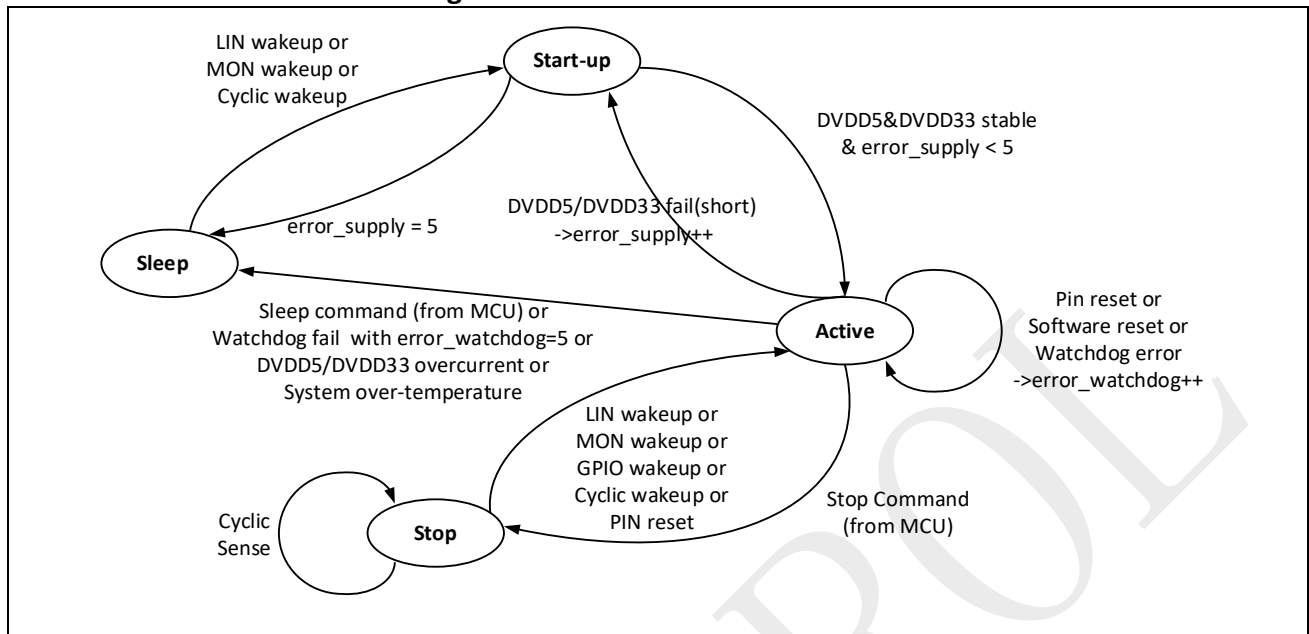 LIN wakeup or
MON wakeup or
Cyclic wakeup
Start-up
DVDD5&DVDD33 stable
& error_supply < 5
DVDD5/DVDD33 fail(short)
->error_supply++
error_supply = 5
Sleep
Sleep command (from MCU) or
Watchdog fail  with error_watchdog=5 or
DVDD5/DVDD33 overcurrent or
System over-temperature
Active
Pin reset or
Software reset or
Watchdog error
->error_watchdog++
LIN wakeup or
MON wakeup or
GPIO wakeup or
Cyclic wakeup or
PIN reset
Stop Command
(from MCU)
Cyclic
Sense
Stop